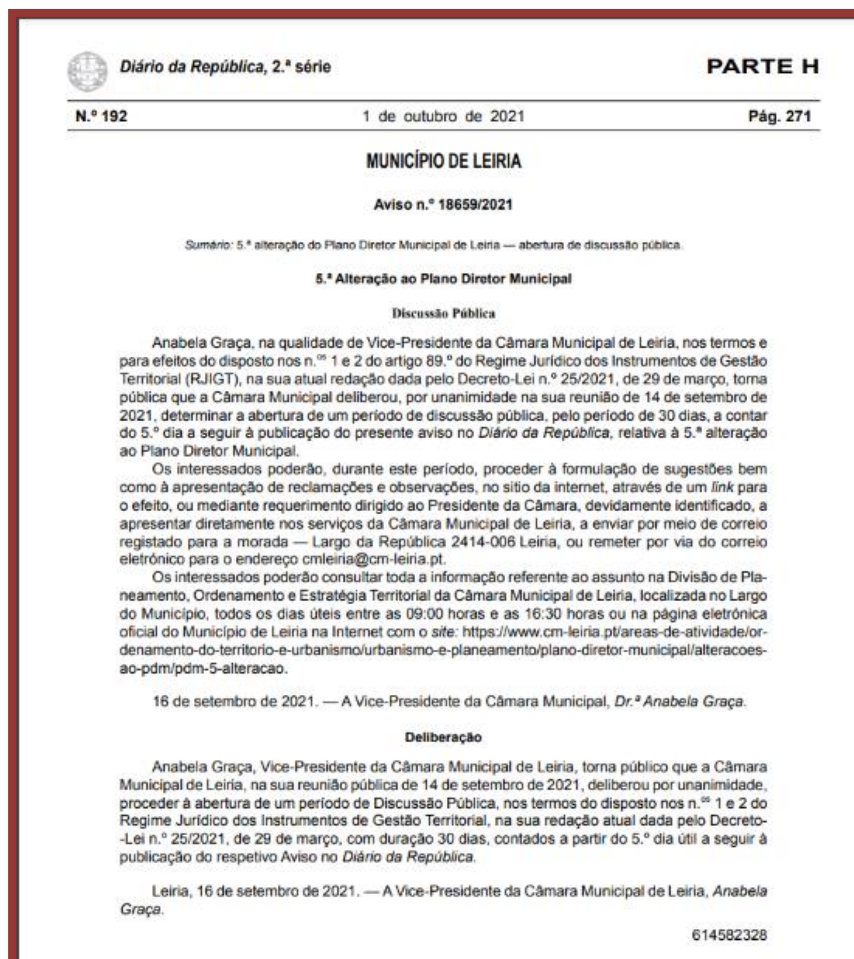 Diário da República, 2.ª série
PARTE H
N.º 192
1 de outubro de 2021
Pág. 271
MUNICÍPIO DE LEIRIA
Aviso n.º 18659/2021
Sumário: 5.ª alteração do Plano Diretor Municipal de Leiria — abertura de discussão pública.
5.ª Alteração ao Plano Diretor Municipal
Discussão Pública
Anabela Graça, na qualidade de Vice-Presidente da Câmara Municipal de Leiria, nos termos e
para efeitos do disposto nos n.ºs 1 e 2 do artigo 89.º do Regime Jurídico dos Instrumentos de Gestão
Territorial (RJIGT), na sua atual redação dada pelo Decreto-Lei n.º 25/2021, de 29 de março, torna
pública que a Câmara Municipal deliberou, por unanimidade na sua reunião de 14 de setembro de
2021, determinar a abertura de um período de discussão pública, pelo período de 30 dias, a contar
do 5.º dia a seguir à publicação do presente aviso no Diário da República, relativa à 5.ª alteração
ao Plano Diretor Municipal.
Os interessados poderão, durante este período, proceder à formulação de sugestões bem
como à apresentação de reclamações e observações, no sitio da internet, através de um link para
o efeito, ou mediante requerimento dirigido ao Presidente da Câmara, devidamente identificado, a
apresentar diretamente nos serviços da Câmara Municipal de Leiria, a enviar por meio de correio
registado para a morada — Largo da República 2414-006 Leiria, ou remeter por via do correio
eletrónico para o endereço cmleiria@cm-leiria.pt.
Os interessados poderão consultar toda a informação referente ao assunto na Divisão de Pla-
neamento, Ordenamento e Estratégia Territorial da Câmara Municipal de Leiria, localizada no Largo
do Município, todos os dias úteis entre as 09:00 horas e as 16:30 horas ou na página eletrónica
oficial do Município de Leiria na Internet com o site: https://www.cm-leiria.pt/areas-de-atividade/or-
denamento-do-territorio-e-urbanismo/urbanismo-e-planeamento/plano-diretor-municipal/alteracoes-
ao-pdm/pdm-5-alteracao.
16 de setembro de 2021. — A Vice-Presidente da Câmara Municipal, Dr.ª Anabela Graça.
Deliberação
Anabela Graça, Vice-Presidente da Câmara Municipal de Leiria, torna público que a Câmara
Municipal de Leiria, na sua reunião pública de 14 de setembro de 2021, deliberou por unanimidade,
proceder à abertura de um período de Discussão Pública, nos termos do disposto nos n.ºs 1 e 2 do
Regime Jurídico dos Instrumentos de Gestão Territorial, na sua redação atual dada pelo Decreto-
-Lei n.º 25/2021, de 29 de março, com duração 30 dias, contados a partir do 5.º dia útil a seguir à
publicação do respetivo Aviso no Diário da República.
Leiria, 16 de setembro de 2021. — A Vice-Presidente da Câmara Municipal de Leiria, Anabela
Graça.
614582328